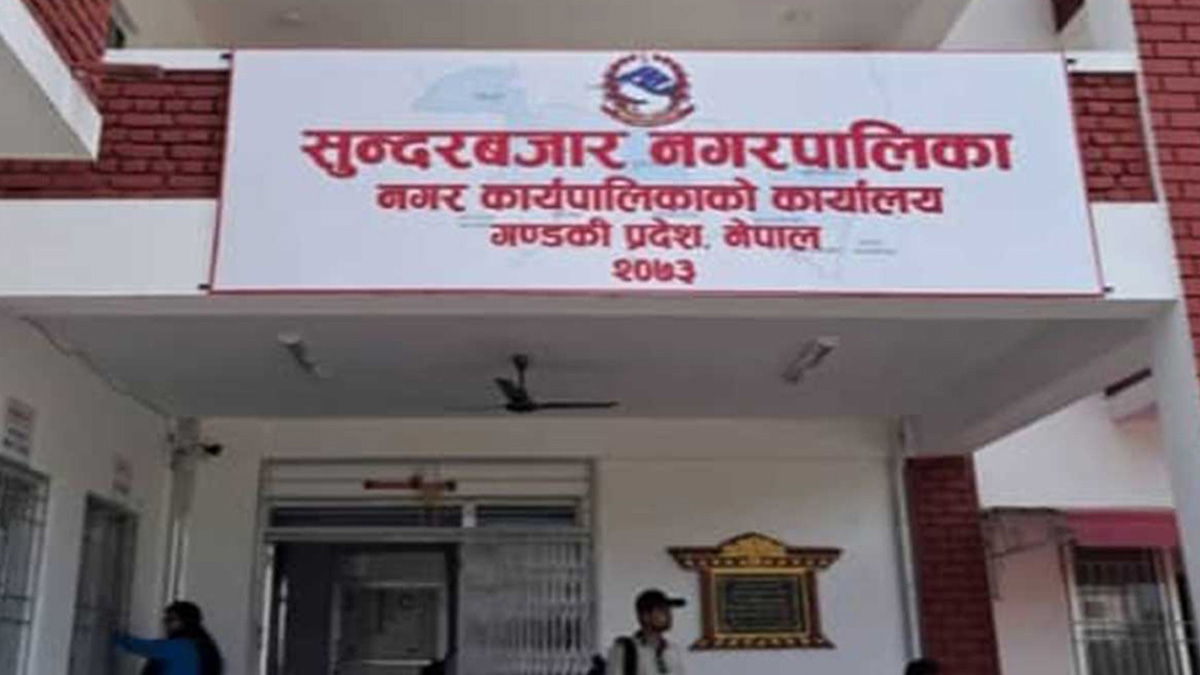 सुन्दरबजार नगरपालिका
नगर कार्यपालिकाको कार्यालय
गण्डकी प्रदेश, नेपाल
२०७३